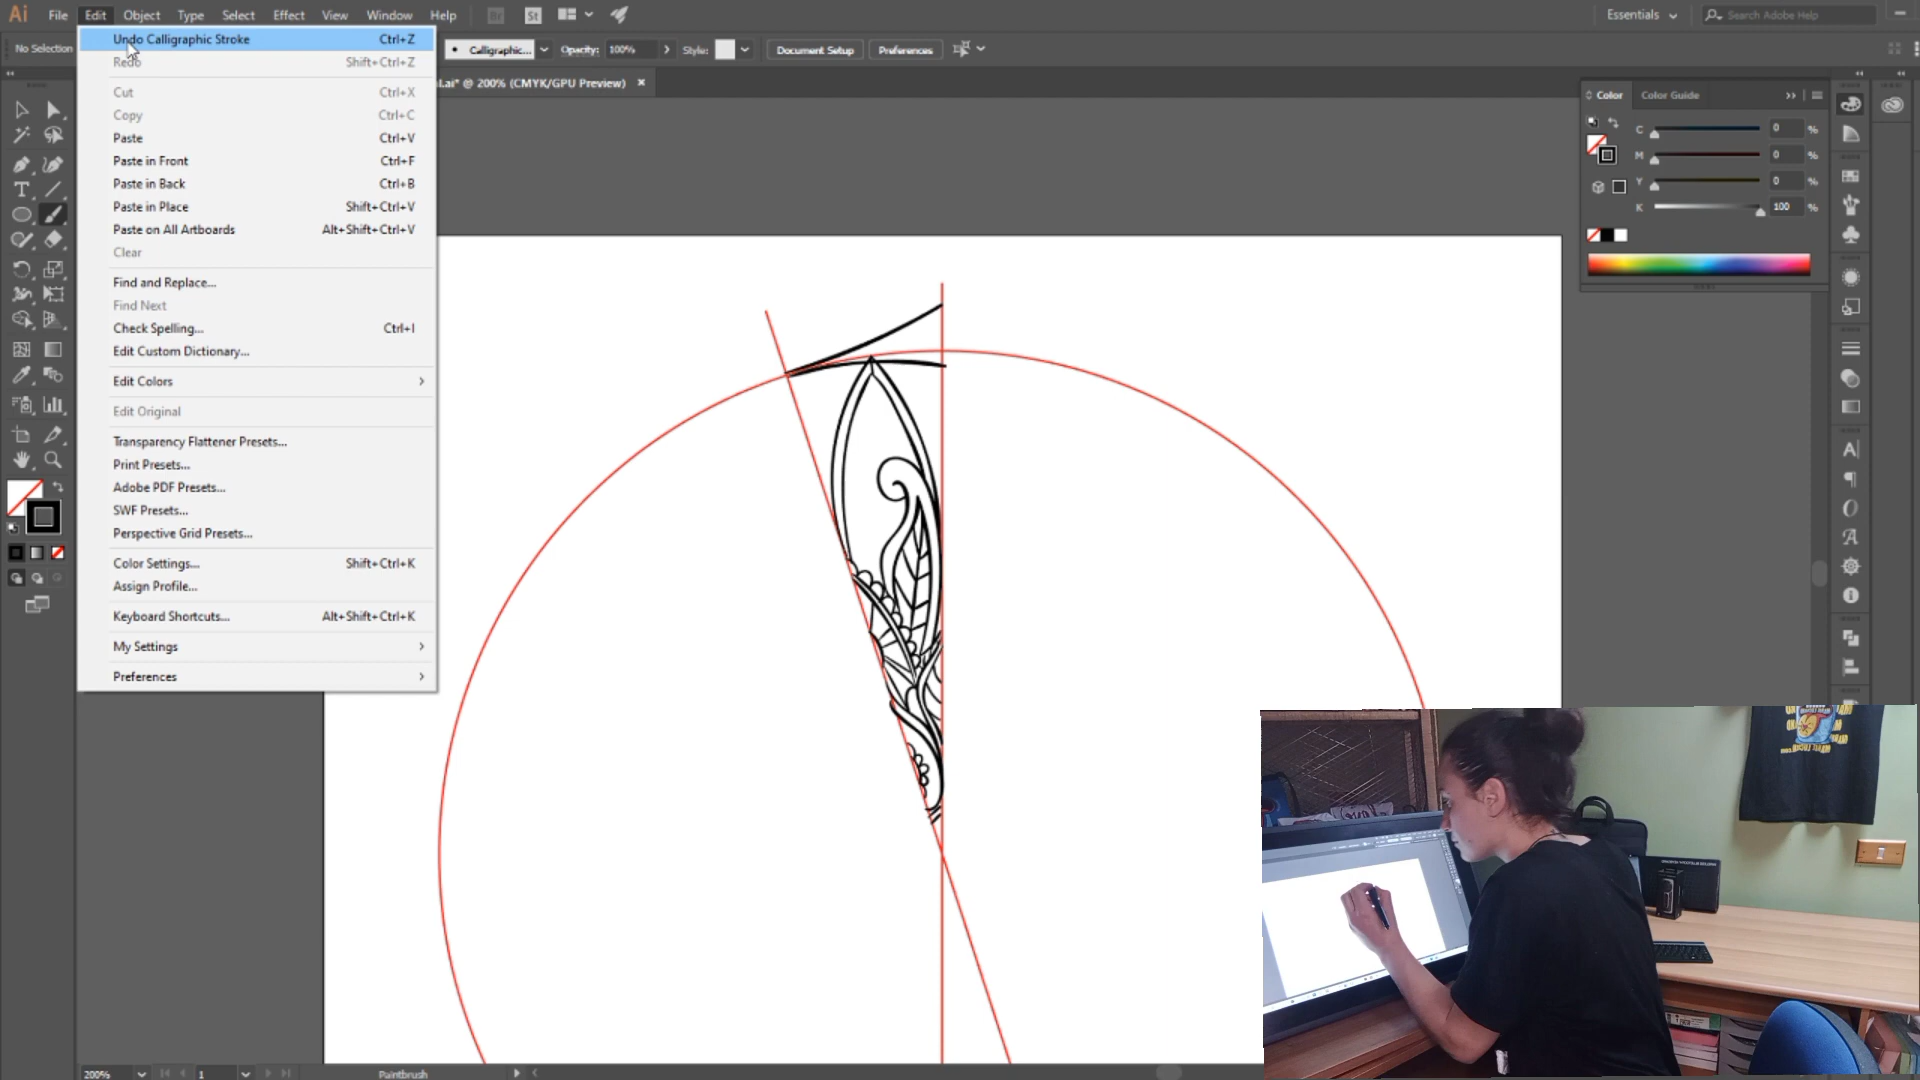 Ai File Edit Object Type Select Effect View Window Help Br St Essentials Search Adobe Help
No Selection Calligraphic... Opacity: 100% Style: Document Setup Preferences
l.ai* @ 200% (CMYK/GPU Preview) ×
Undo Calligraphic Stroke Ctrl+Z
Redo Shift+Ctrl+Z
Cut Ctrl+X
Copy Ctrl+C
Paste Ctrl+V
Paste in Front Ctrl+F
Paste in Back Ctrl+B
Paste in Place Shift+Ctrl+V
Paste on All Artboards Alt+Shift+Ctrl+V
Clear
Find and Replace...
Find Next
Check Spelling... Ctrl+I
Edit Custom Dictionary...
Edit Colors
Edit Original
Transparency Flattener Presets...
Print Presets...
Adobe PDF Presets...
SWF Presets...
Perspective Grid Presets...
Color Settings... Shift+Ctrl+K
Assign Profile...
Keyboard Shortcuts... Alt+Shift+Ctrl+K
My Settings
Preferences
Color Color Guide
C 0 %
M 0 %
Y 0 %
K 100 %
200% 1 Paintbrush